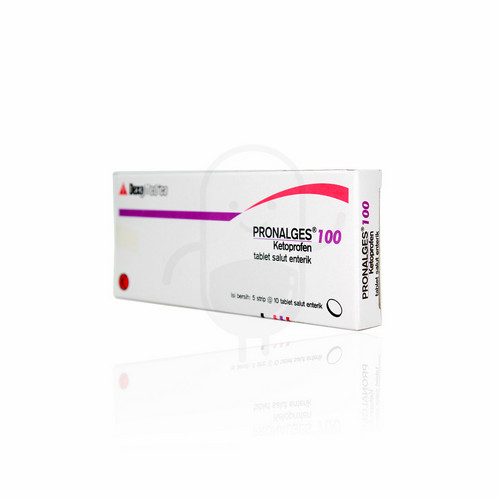 PRONALGES® 100
Ketoprofen
tablet salut enterik
Isi bersih: 5 strip @ 10 tablet salut enterik
PRONALGES® 100
Ketoprofen
tablet salut enterik